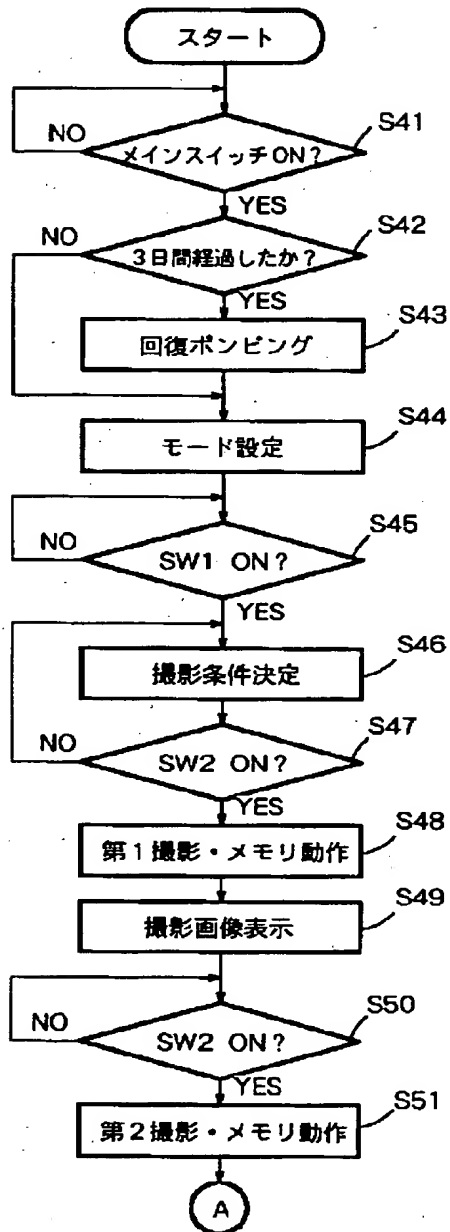 スタート
S41
NO
メインスイッチON?
YES
S42
NO
3日間経過したか?
YES
S43
回復ポンピング
S44
モード設定
S45
NO
SW1 ON?
YES
S46
撮影条件決定
S47
NO
SW2 ON?
YES
S48
第1撮影・メモリ動作
S49
撮影画像表示
S50
NO
SW2 ON?
YES
S51
第2撮影・メモリ動作
A